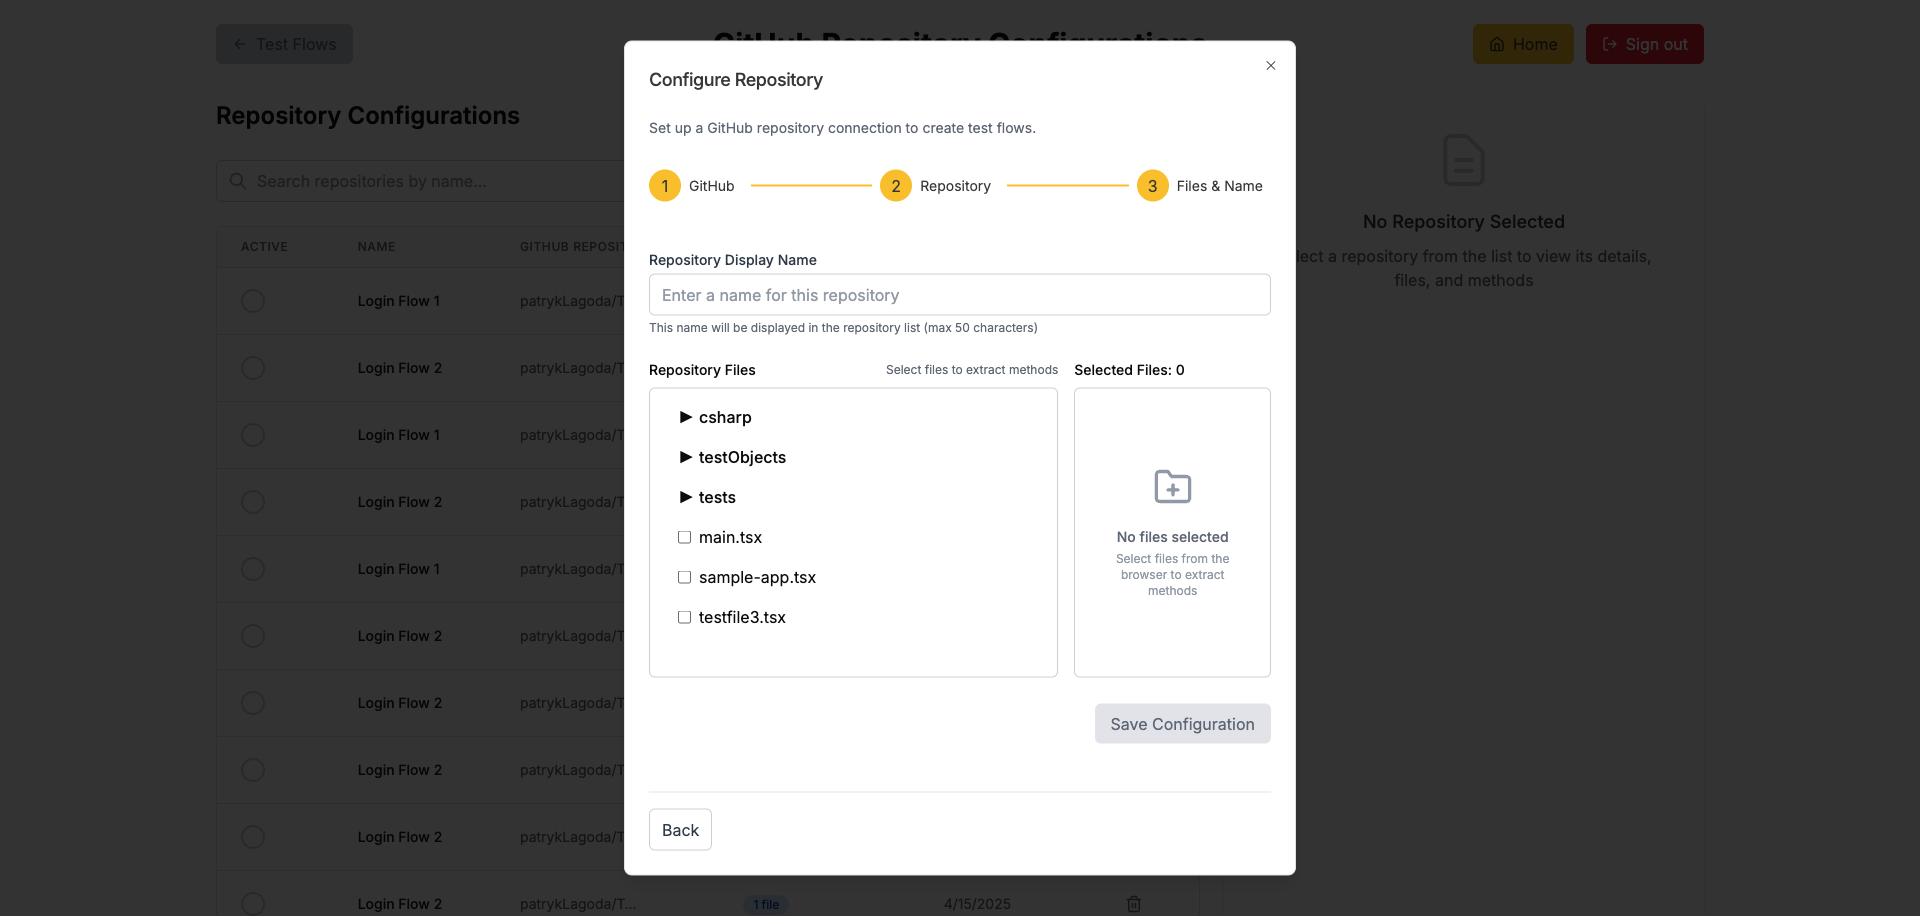 Test Flows
GitHub Repository Configurations
Home
Sign out
Repository Configurations
Search repositories by name...
ACTIVE
NAME
GITHUB REPOSIT
Login Flow 1
patrykLagoda/T
Login Flow 2
patrykLagoda/T
Login Flow 1
patrykLagoda/T
Login Flow 2
patrykLagoda/T
Login Flow 1
patrykLagoda/T
Login Flow 2
patrykLagoda/T
Login Flow 2
patrykLagoda/T
Login Flow 2
patrykLagoda/T
Login Flow 2
patrykLagoda/T
Login Flow 2
patrykLagoda/T...
1 file
4/15/2025
No Repository Selected
lect a repository from the list to view its details,
files, and methods
Configure Repository
Set up a GitHub repository connection to create test flows.
1
GitHub
2
Repository
3
Files & Name
Repository Display Name
Enter a name for this repository
This name will be displayed in the repository list (max 50 characters)
Repository Files
Select files to extract methods
csharp
testObjects
tests
main.tsx
sample-app.tsx
testfile3.tsx
Selected Files: 0
No files selected
Select files from the
browser to extract
methods
Save Configuration
Back